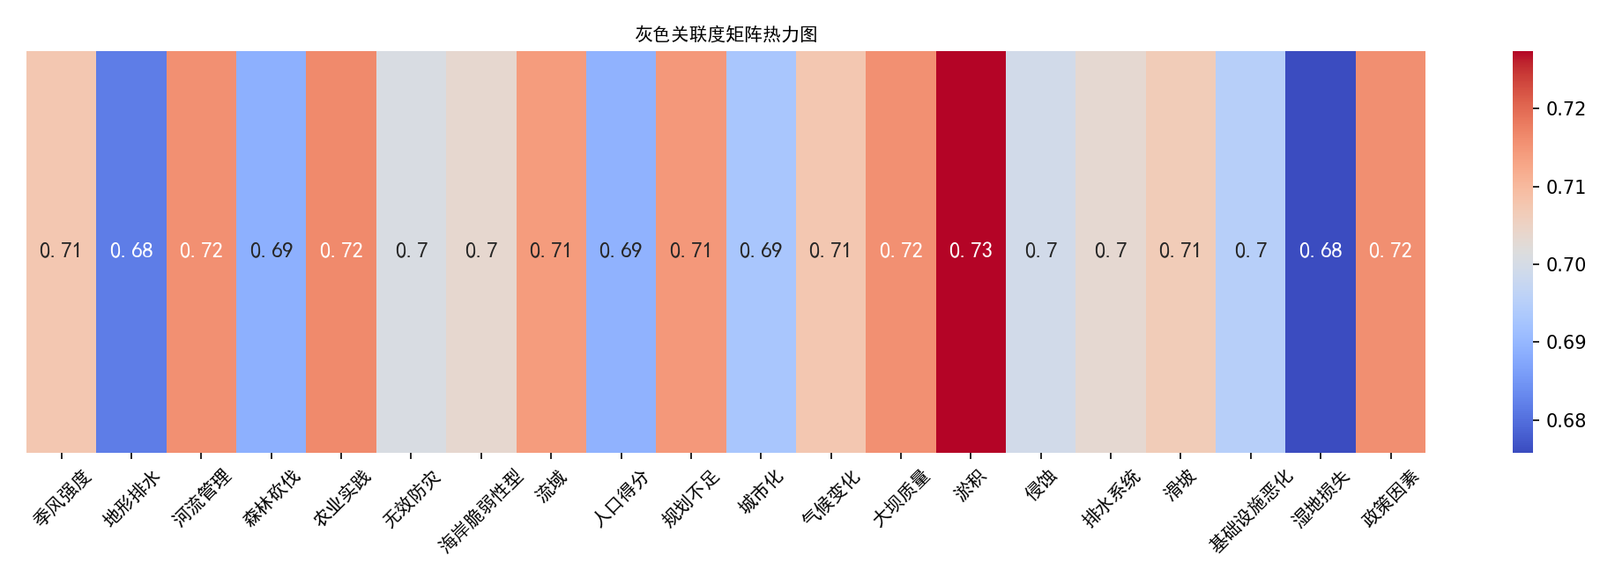 灰色关联度矩阵热力图
0.71 0.68 0.72 0.69 0.72 0.7 0.7 0.71 0.69 0.71 0.69 0.71 0.72 0.73 0.7 0.7 0.71 0.7 0.68 0.72
季风强度 地形排水 河流管理 森林砍伐 农业实践 无效防灾 海岸脆弱性型 流域 人口得分 规划不足 城市化 气候变化 大坝质量 淤积 侵蚀 排水系统 滑坡 基础设施恶化 湿地损失 政策因素
0.72
0.71
0.70
0.69
0.68